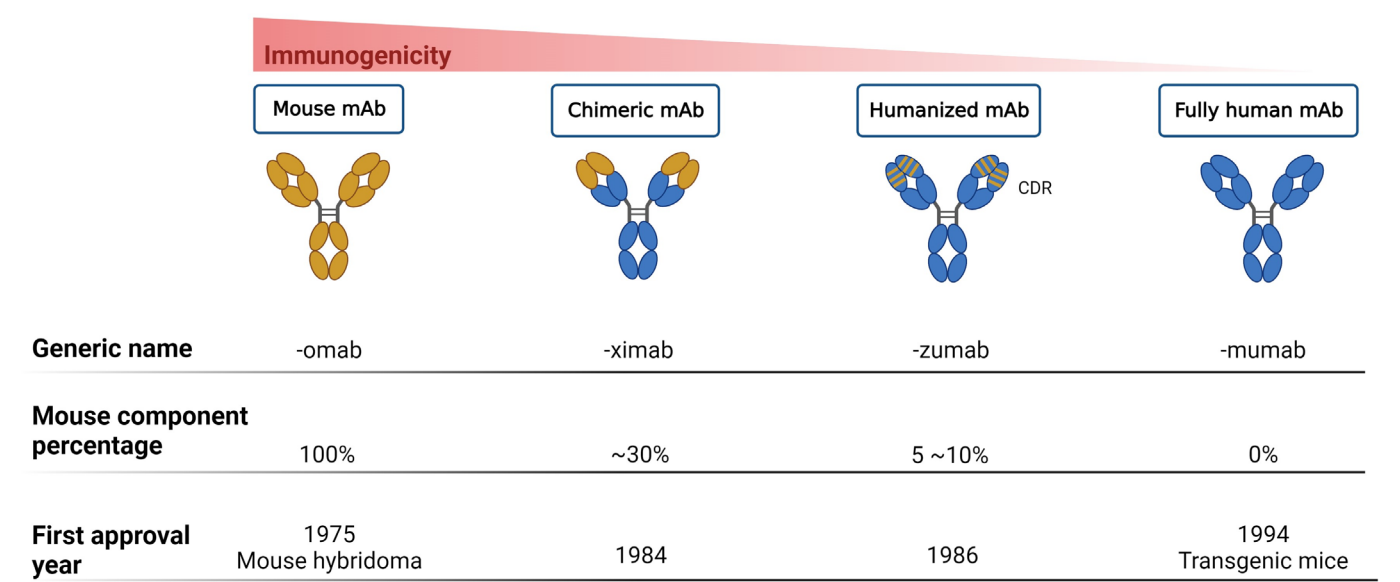 Immunogenicity
Mouse mAb
Chimeric mAb
Humanized mAb
Fully human mAb
CDR
Generic name
-omab
-ximab
-zumab
-mumab
Mouse component
percentage
100%
~30%
5 ~10%
0%
First approval
year
1975
Mouse hybridoma
1984
1986
1994
Transgenic mice